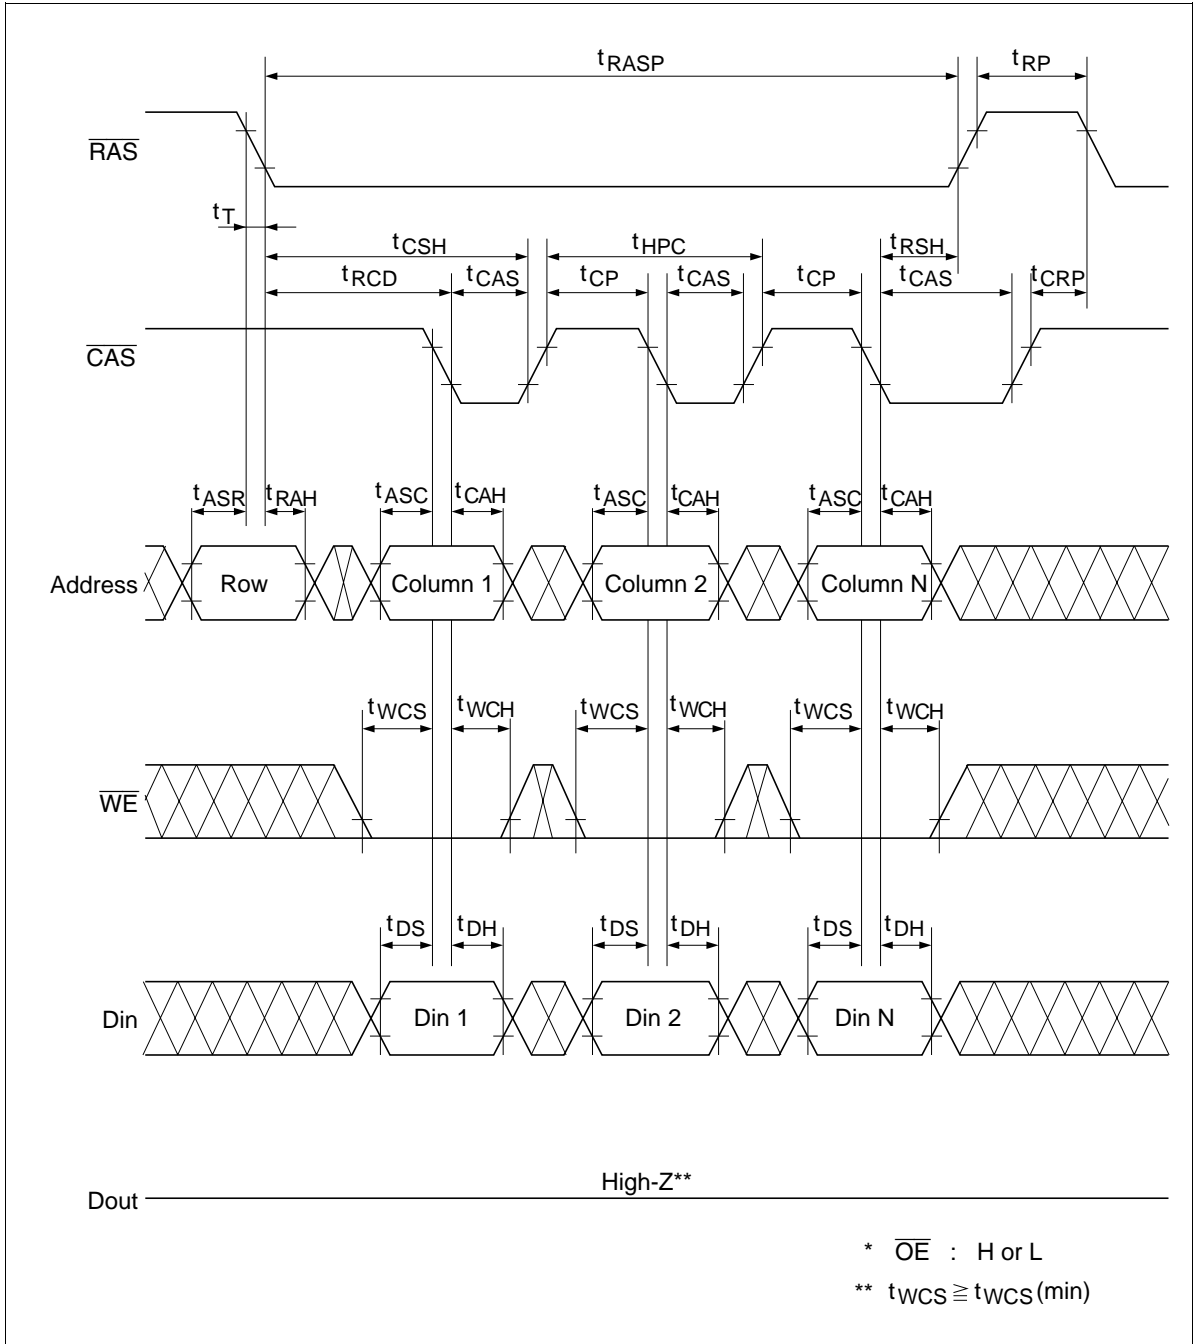 tRASP tRP
RAS
tT
tCSH tHPC tRSH
tRCD tCAS tCP tCAS tCP tCAS tCRP
CAS
tASR tRAH tASC tCAH tASC tCAH tASC tCAH
Address Row Column 1 Column 2 Column N
tWCS tWCH tWCS tWCH tWCS tWCH
WE
tDS tDH tDS tDH tDS tDH
Din Din 1 Din 2 Din N
High-Z**
Dout
* OE : H or L
** tWCS ≧ tWCS(min)